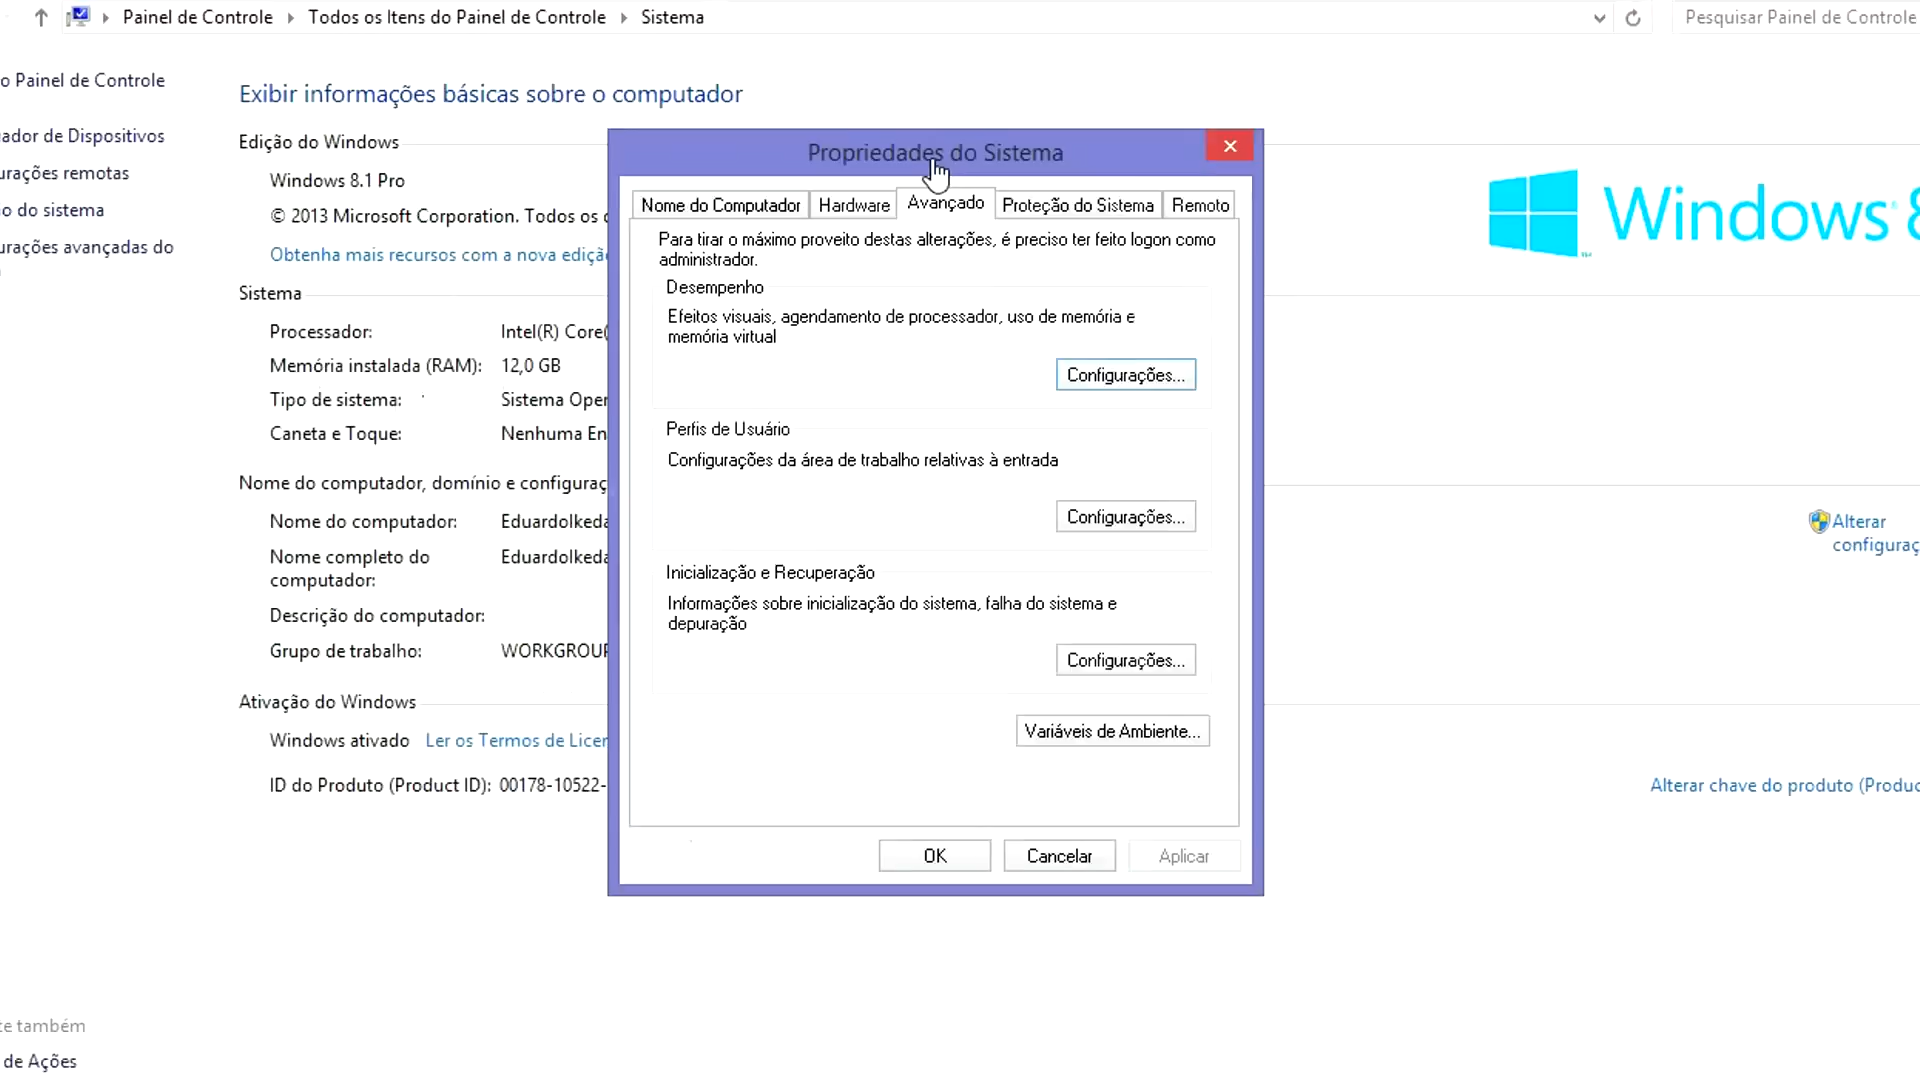 Painel de Controle Todos os Itens do Painel de Controle Sistema
Pesquisar Painel de Controle
o Painel de Controle
ador de Dispositivos
urações remotas
o do sistema
urações avançadas do
Exibir informações básicas sobre o computador
Edição do Windows
Windows 8.1 Pro
© 2013 Microsoft Corporation. Todos os
Obtenha mais recursos com a nova ediçã
Sistema
Processador: Intel(R) Core(
Memória instalada (RAM): 12,0 GB
Tipo de sistema: Sistema Oper
Caneta e Toque: Nenhuma En
Nome do computador, domínio e configuraç
Nome do computador: EduardoIkeda
Nome completo do EduardoIkeda
computador:
Descrição do computador:
Grupo de trabalho: WORKGROUP
Ativação do Windows
Windows ativado Ler os Termos de Licen
ID do Produto (Product ID): 00178-10522-
Propriedades do Sistema
Nome do Computador Hardware Avançado Proteção do Sistema Remoto
Para tirar o máximo proveito destas alterações, é preciso ter feito logon como
administrador.
Desempenho
Efeitos visuais, agendamento de processador, uso de memória e
memória virtual
Configurações...
Perfis de Usuário
Configurações da área de trabalho relativas à entrada
Configurações...
Inicialização e Recuperação
Informações sobre inicialização do sistema, falha do sistema e
depuração
Configurações...
Variáveis de Ambiente...
OK Cancelar Aplicar
Windows 8
Alterar
configuraç
Alterar chave do produto (Produc
te também
de Ações